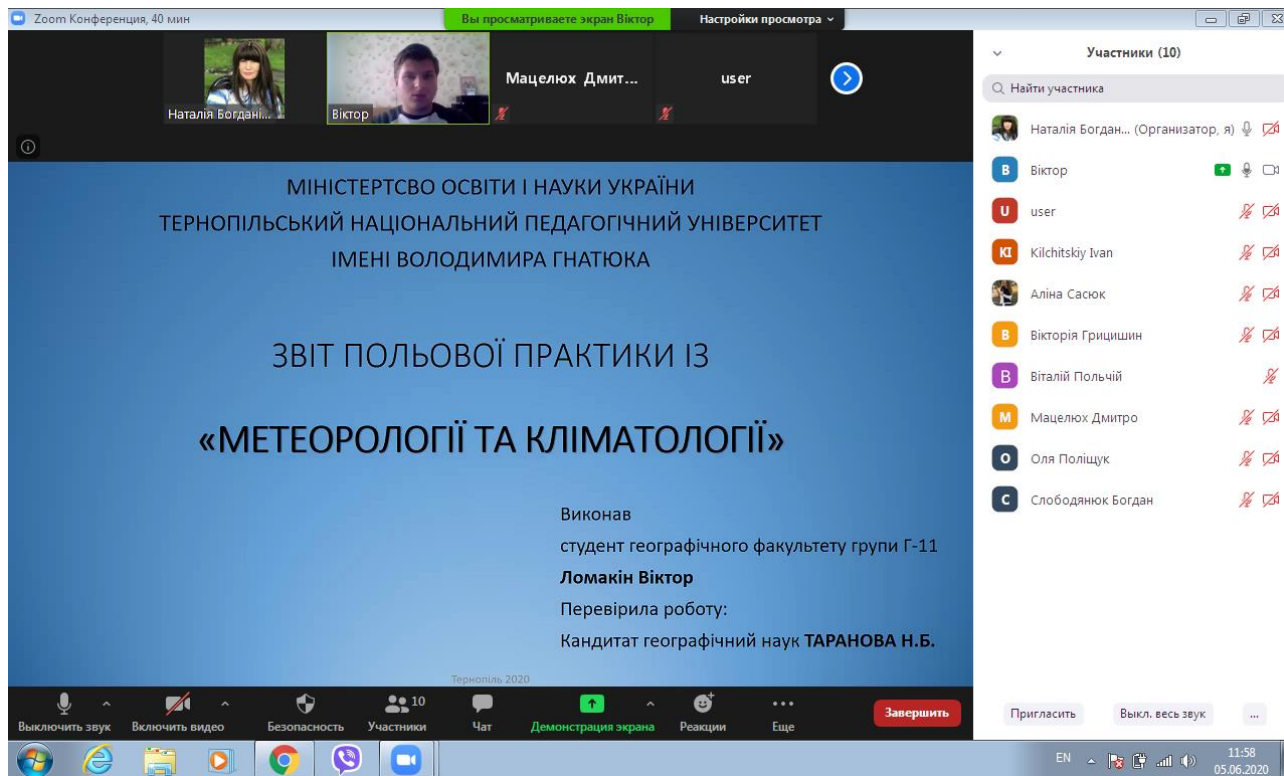 Zoom Конференция, 40 мин
Вы просматриваете экран Віктор
Настройки просмотра
Наталія Богдані...
Віктор
Мацелюх Дмит...
user
МІНІСТЕРТСВО ОСВІТИ І НАУКИ УКРАЇНИ
ТЕРНОПІЛЬСЬКИЙ НАЦІОНАЛЬНИЙ ПЕДАГОГІЧНИЙ УНІВЕРСИТЕТ
ІМЕНІ ВОЛОДИМИРА ГНАТЮКА
ЗВІТ ПОЛЬОВОЇ ПРАКТИКИ ІЗ
«МЕТЕОРОЛОГІЇ ТА КЛІМАТОЛОГІЇ»
Виконав
студент географічного факультету групи Г-11
Ломакін Віктор
Перевірила роботу:
Кандитат географічний наук ТАРАНОВА Н.Б.
Тернопіль 2020
Участники (10)
Найти участника
Наталія Богдан... (Организатор, я)
В Віктор
U user
KI Kilchitskiy Ivan
Аліна Сасюк
В Вікторія Грицишин
В Віталій Польчій
М Мацелюх Дмитро
О Оля Поліщук
С Слободянюк Богдан
Выключить звук
Включить видео
Безопасность
Участники 10
Чат
Демонстрация экрана
Реакции
Еще
Завершить
Пригласить
Выкл. весь звук
...
EN
11:58
05.06.2020